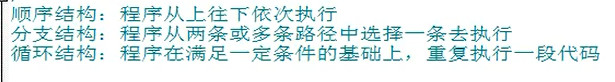 顺序结构：程序从上往下依次执行
分支结构：程序从两条或多条路径中选择一条去执行
循环结构：程序在满足一定条件的基础上，重复执行一段代码